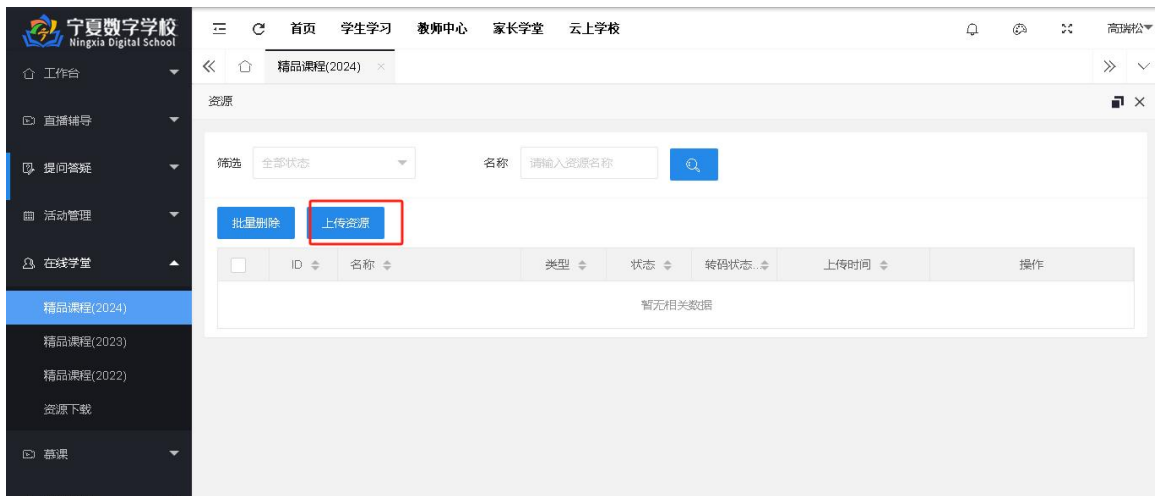 宁夏数字学校
Ningxia Digital School
首页 学生学习 教师中心 家长学堂 云上学校
高瑞松
工作台
精品课程(2024)
资源
直播辅导
筛选 全部状态 名称 请输入资源名称
提问答疑
活动管理
批量删除 上传资源
在线学堂
ID 名称 类型 状态 转码状态.. 上传时间 操作
暂无相关数据
精品课程(2024)
精品课程(2023)
精品课程(2022)
资源下载
慕课